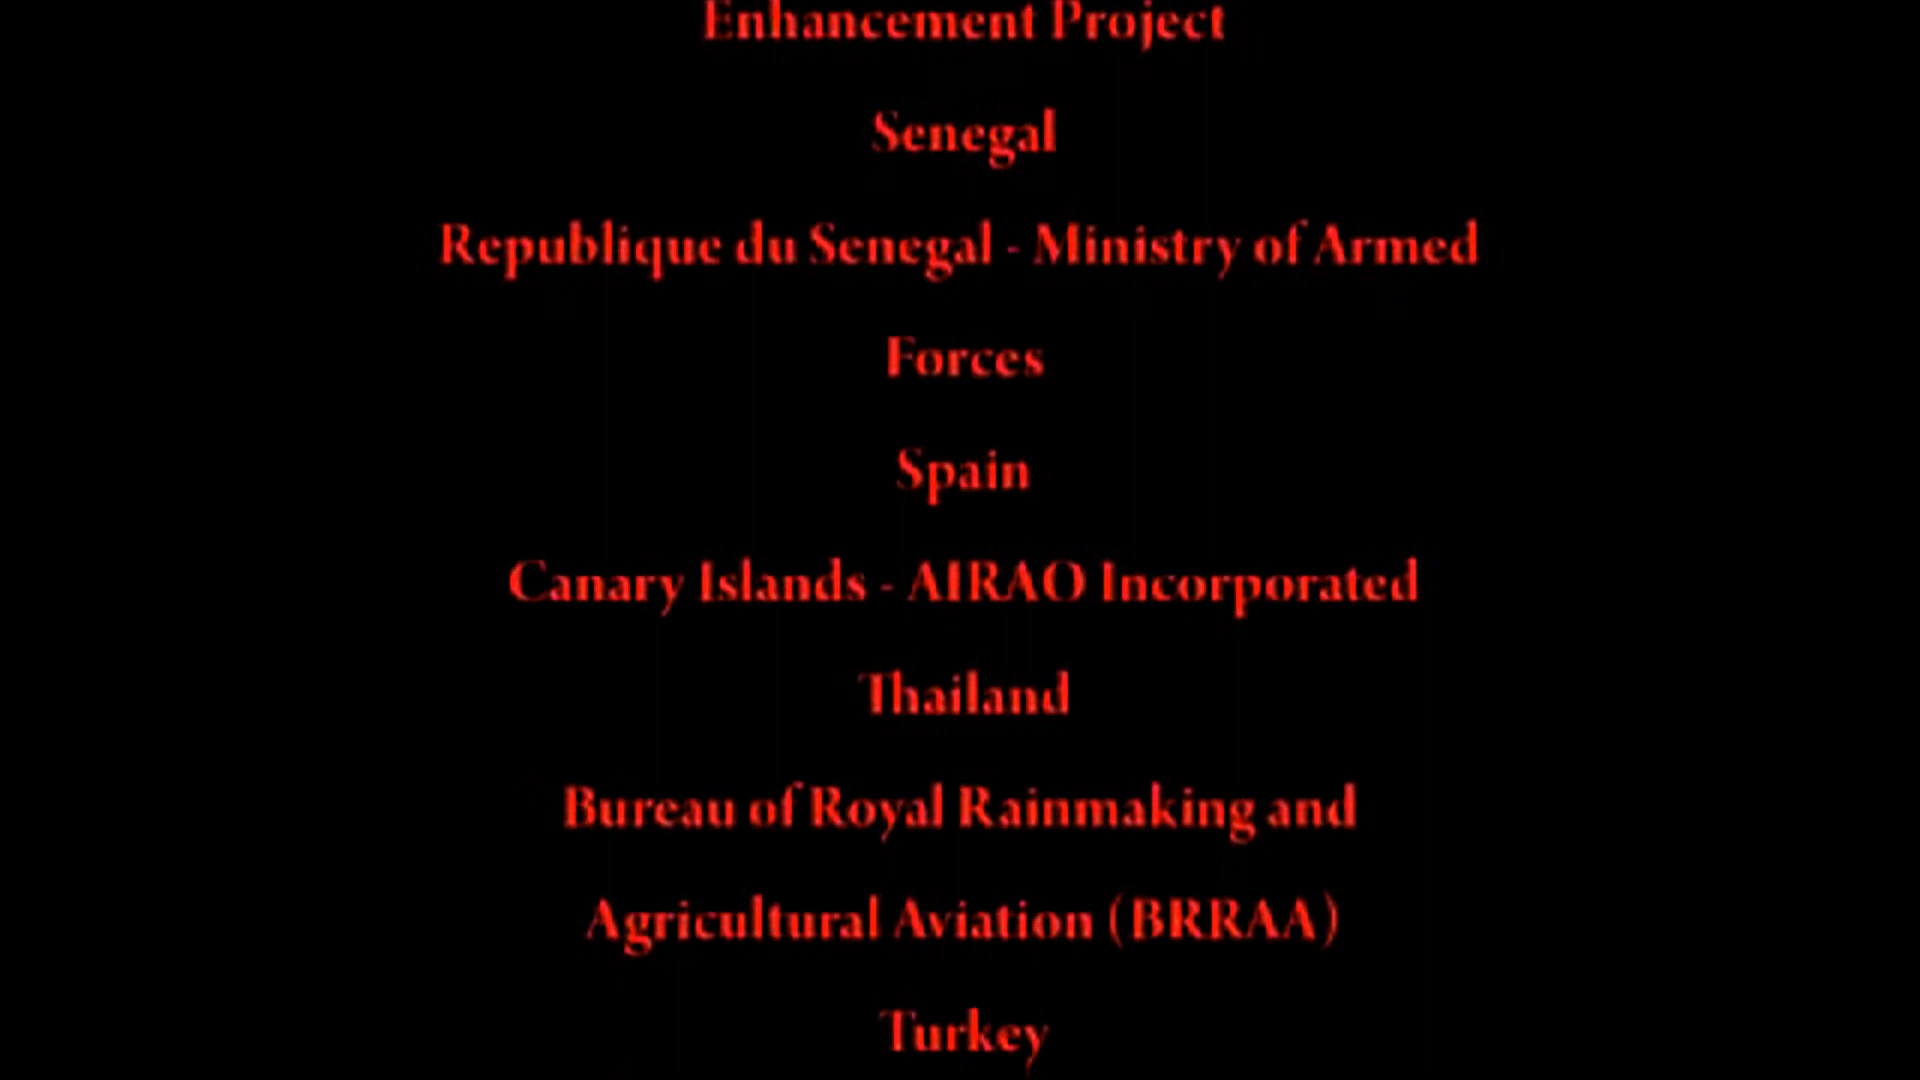 Enhancement Project
Senegal
Republique du Senegal - Ministry of Armed
Forces
Spain
Canary Islands - AIRAO Incorporated
Thailand
Bureau of Royal Rainmaking and
Agricultural Aviation (BRRAA)
Turkey